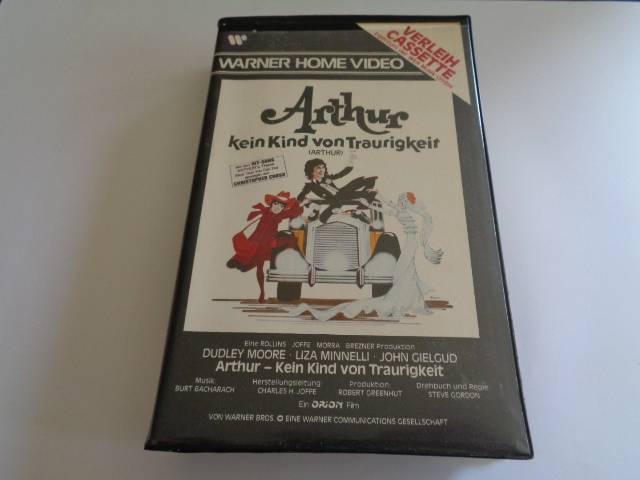 VERLEIH
CASSETTE
WARNER HOME VIDEO
Arthur
kein Kind von Traurigkeit
(ARTHUR)
HIT-SONG
CHRISTOPHER CROSS
Eine ROLLINS JOFFE MORRA BREZNER Produktion
DUDLEY MOORE · LIZA MINNELLI · JOHN GIELGUD
Arthur – Kein Kind von Traurigkeit
Musik Herstellungsleitung Produktion Drehbuch und Regie
BURT BACHARACH CHARLES H. JOFFE ROBERT GREENHUT STEVE GORDON
Ein ORION Film
VON WARNER BROS. © EINE WARNER COMMUNICATIONS GESELLSCHAFT